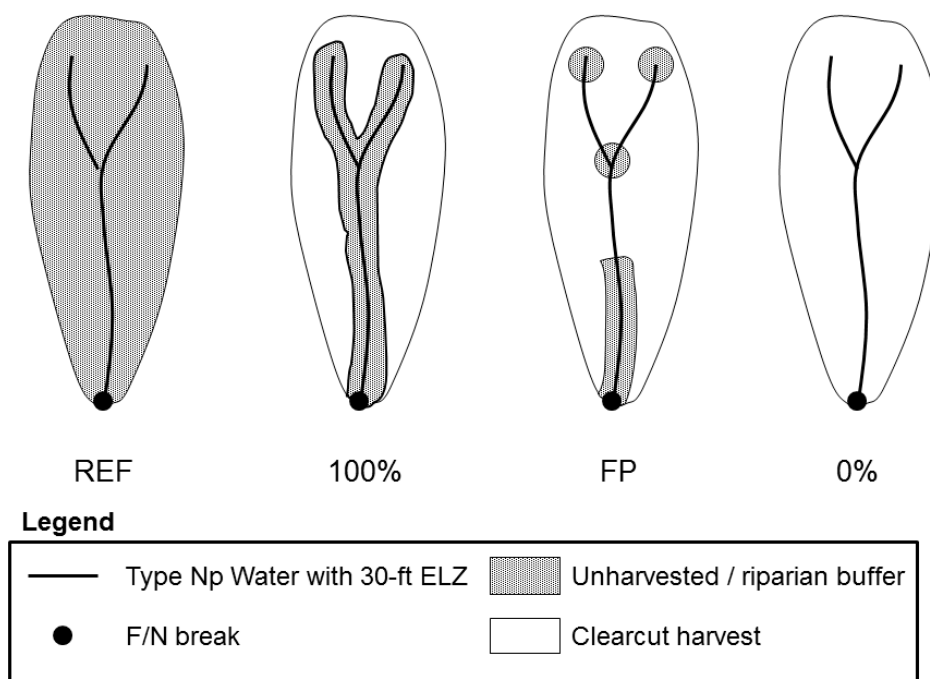 REF 100% FP 0%
Legend
Type Np Water with 30-ft ELZ Unharvested / riparian buffer
F/N break Clearcut harvest